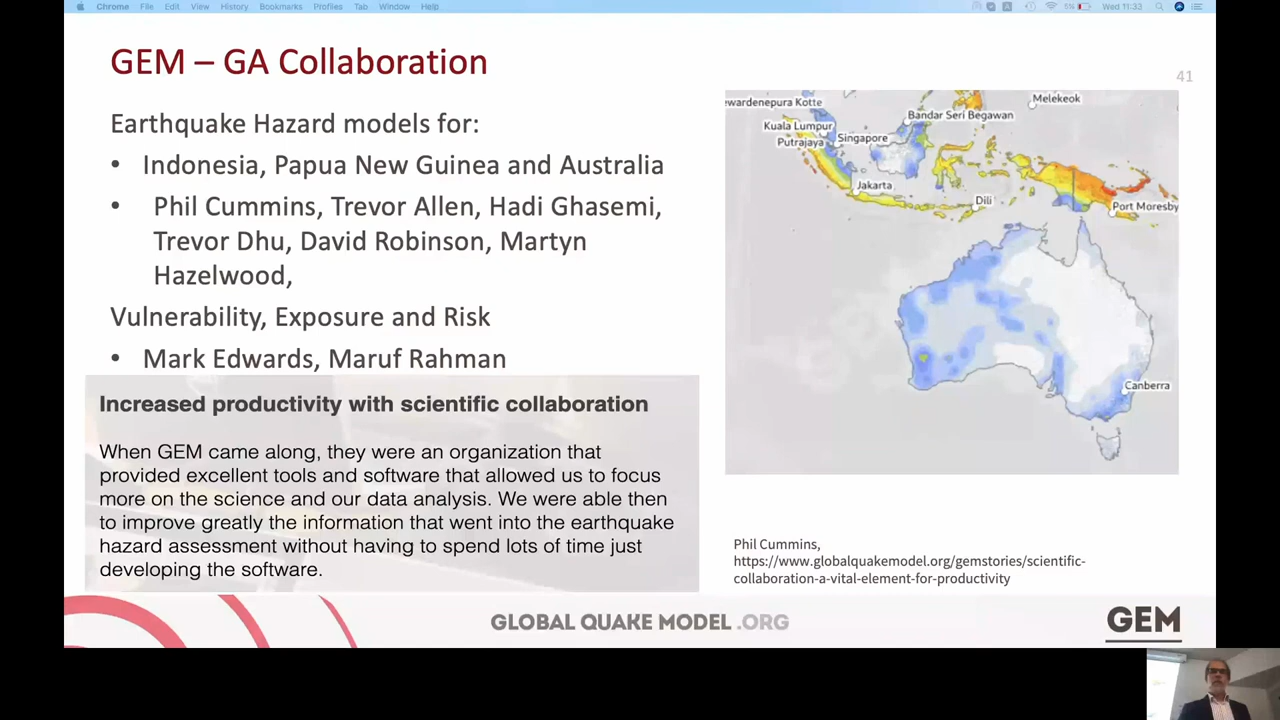 Chrome File Edit View History Bookmarks Profiles Tab Window Help 5% Wed 11:33
GEM – GA Collaboration
41
Earthquake Hazard models for:
• Indonesia, Papua New Guinea and Australia
• Phil Cummins, Trevor Allen, Hadi Ghasemi,
Trevor Dhu, David Robinson, Martyn
Hazelwood,
Vulnerability, Exposure and Risk
• Mark Edwards, Maruf Rahman
Increased productivity with scientific collaboration
When GEM came along, they were an organization that
provided excellent tools and software that allowed us to focus
more on the science and our data analysis. We were able then
to improve greatly the information that went into the earthquake
hazard assessment without having to spend lots of time just
developing the software.
ewardenepura Kotte
Melekeok
Bandar Seri Begawan
Kuala Lumpur
Singapore
Putrajaya
Jakarta
Dili
Port Moresby
Canberra
Phil Cummins,
https://www.globalquakemodel.org/gemstories/scientific-
collaboration-a-vital-element-for-productivity
GLOBAL QUAKE MODEL .ORG
GEM